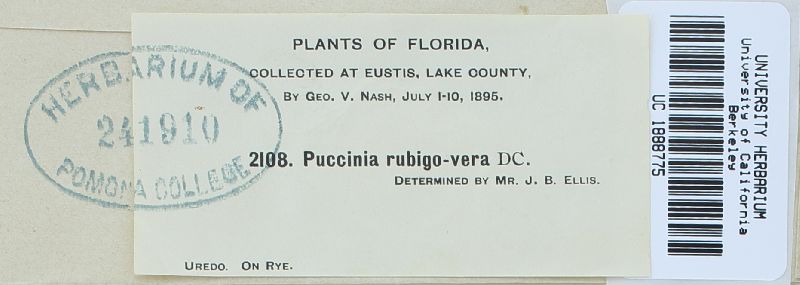 HERBARIUM OF
241910
POMONA COLLEGE
PLANTS OF FLORIDA,
COLLECTED AT EUSTIS, LAKE COUNTY,
BY GEO. V. NASH, JULY 1-10, 1895.
2108. Puccinia rubigo-vera DC.
DETERMINED BY MR. J. B. ELLIS.
UREDO. ON RYE.
UNIVERSITY HERBARIUM
University of California
Berkeley
UC 1888775